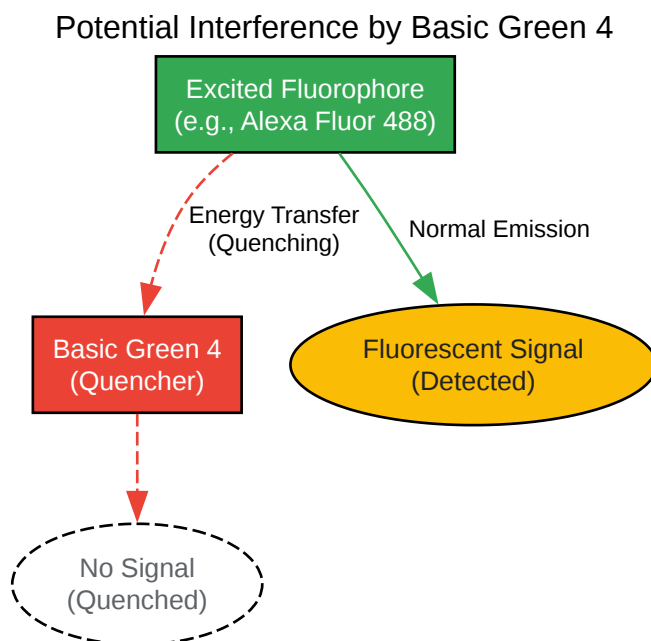 Potential Interference by Basic Green 4
Excited Fluorophore
(e.g., Alexa Fluor 488)
Energy Transfer
(Quenching)
Normal Emission
Basic Green 4
(Quencher)
Fluorescent Signal
(Detected)
No Signal
(Quenched)